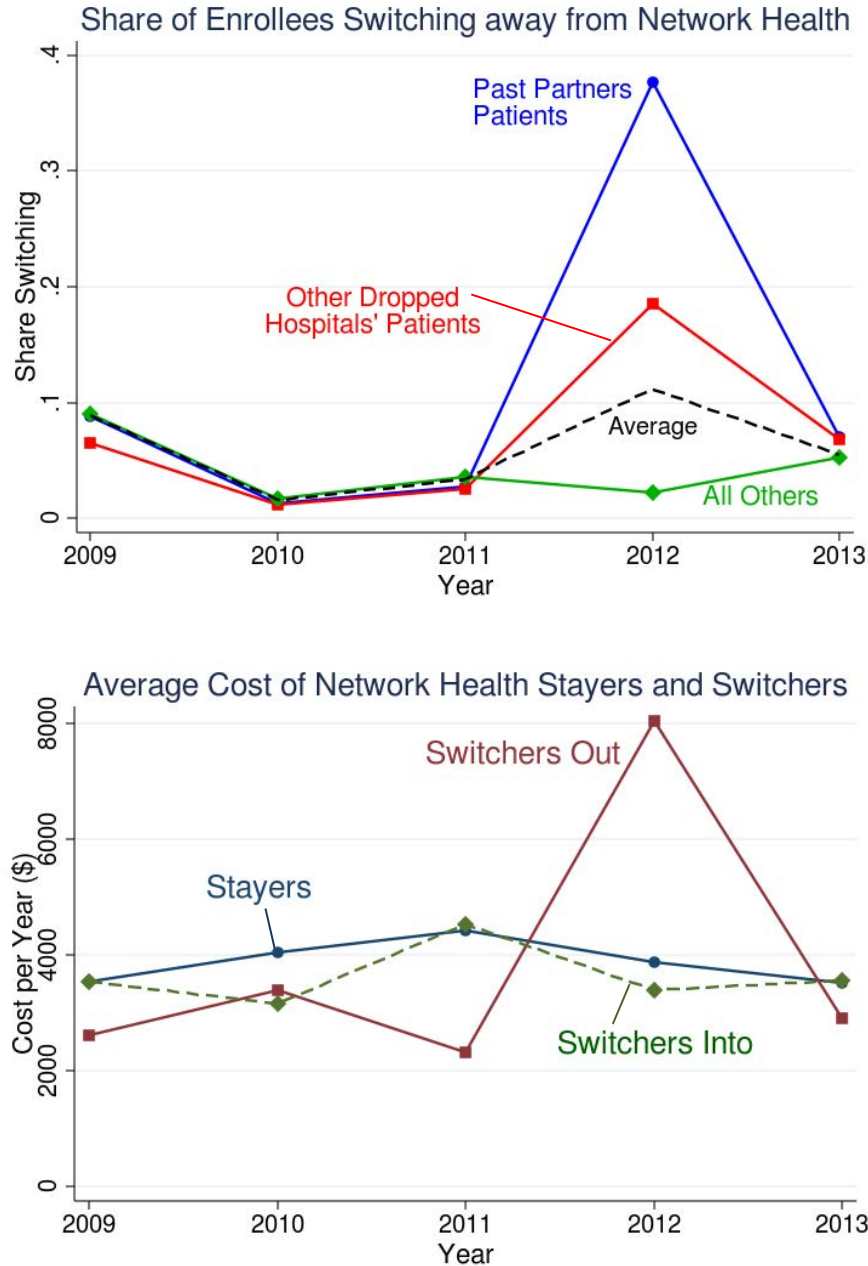 Share of Enrollees Switching away from Network Health
.4
.3
.2
.1
0
Share Switching
Past Partners
Patients
Other Dropped
Hospitals' Patients
Average
All Others
2009 2010 2011 2012 2013
Year
Average Cost of Network Health Stayers and Switchers
8000
6000
4000
2000
0
Cost per Year ($)
Switchers Out
Stayers
Switchers Into
2009 2010 2011 2012 2013
Year